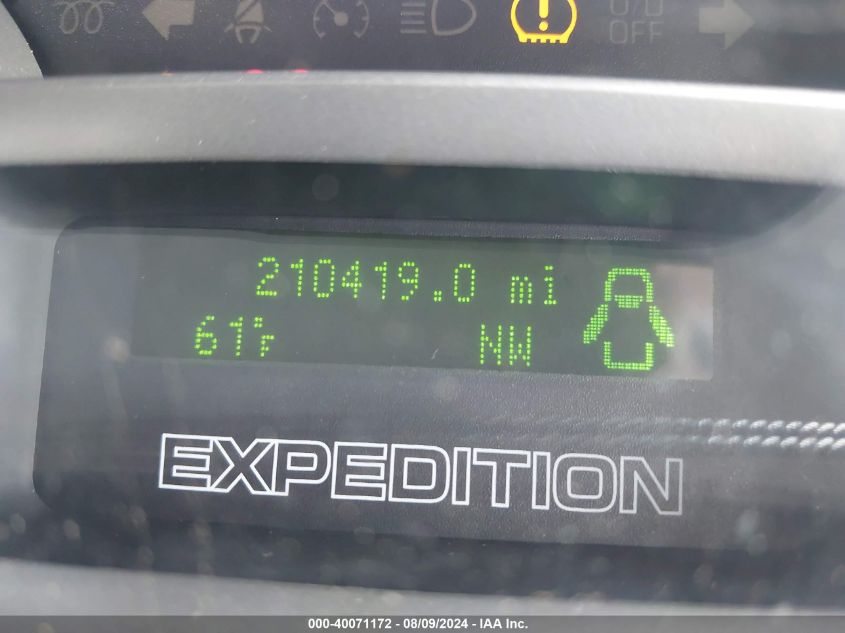 OFF
210419.0 mi
61°F NW
EXPEDITION
000-40071172 - 08/09/2024 - IAA Inc.